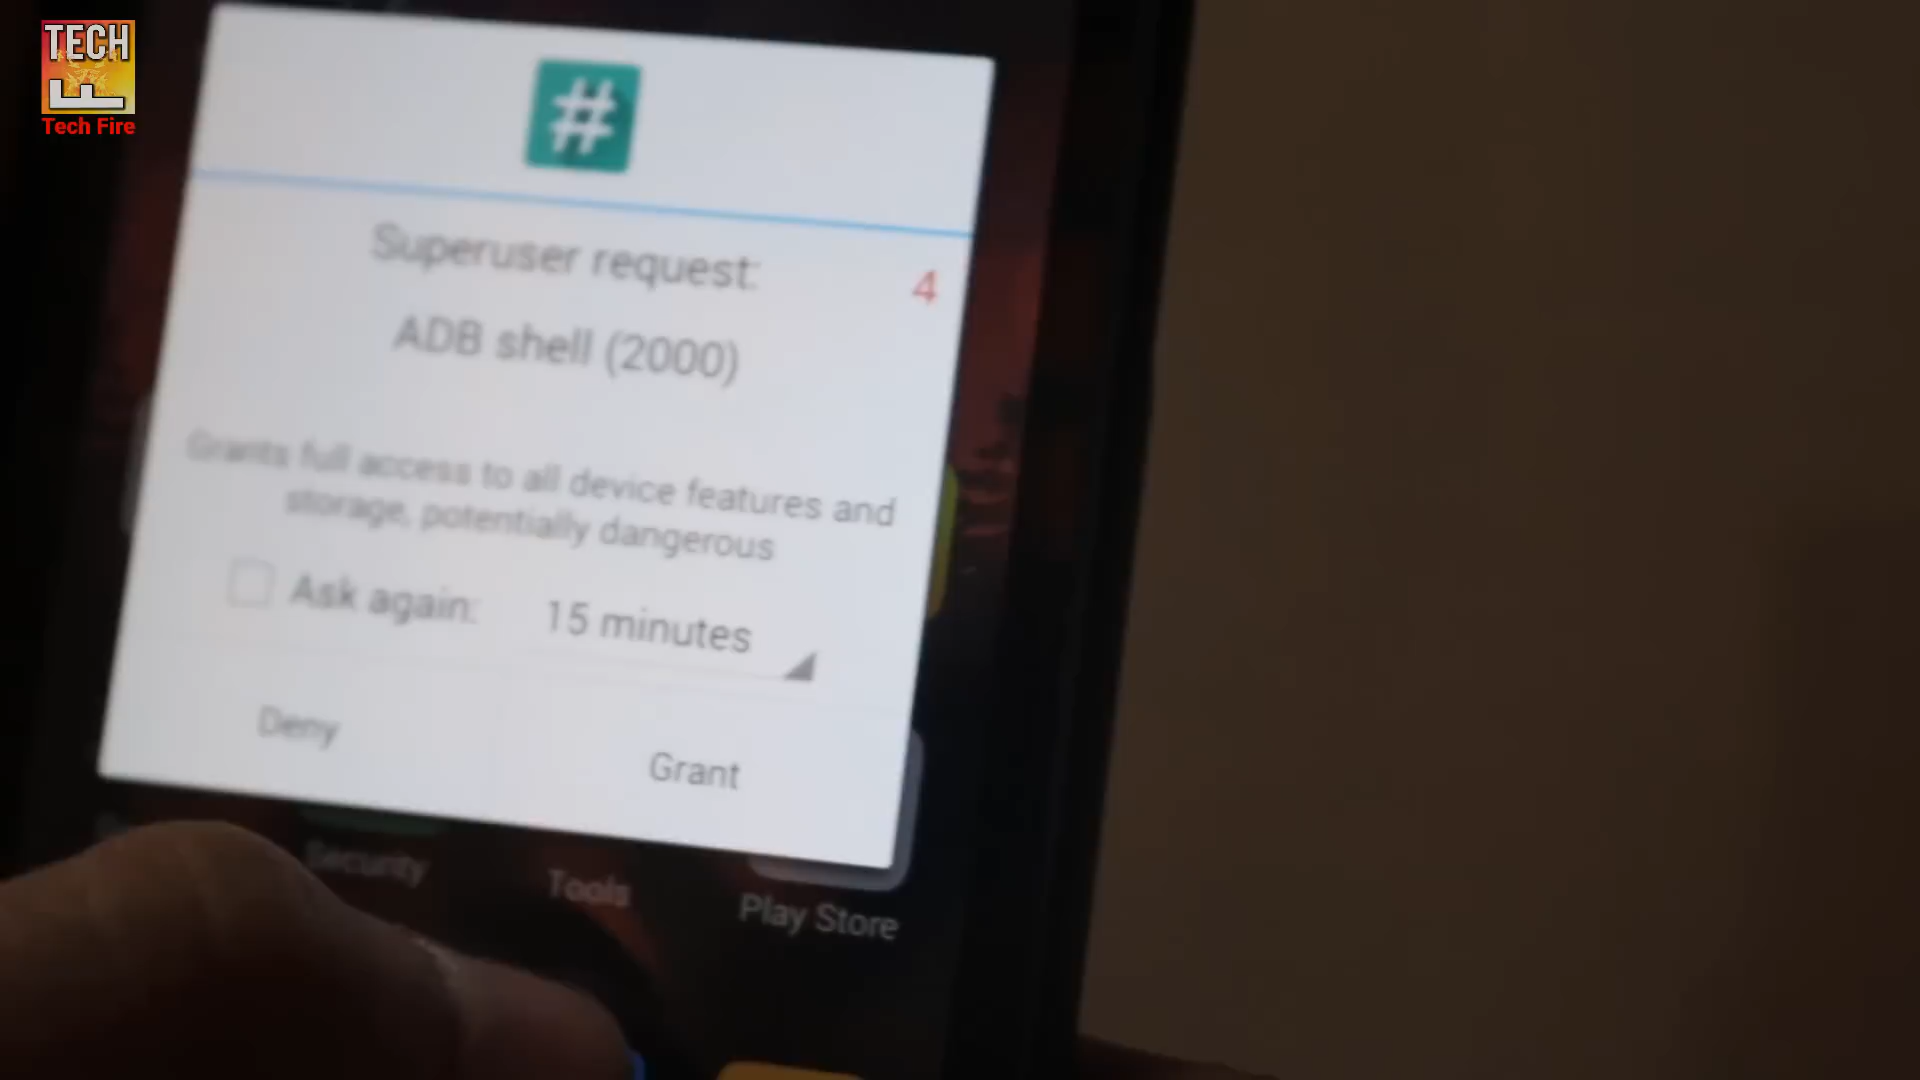 TECH
F
Tech Fire
#
Superuser request:
4
ADB shell (2000)
Grants full access to all device features and
storage, potentially dangerous
Ask again:
15 minutes
Deny
Grant
Security
Tools
Play Store